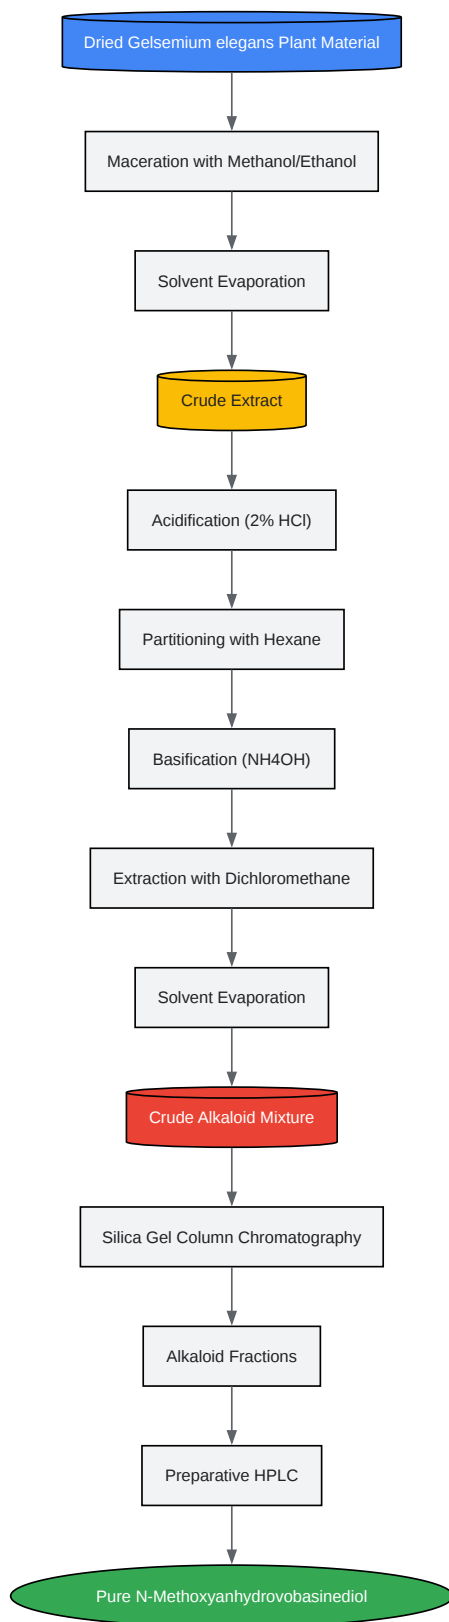 Dried Gelsemium elegans Plant Material
Maceration with Methanol/Ethanol
Solvent Evaporation
Crude Extract
Acidification (2% HCl)
Partitioning with Hexane
Basification (NH4OH)
Extraction with Dichloromethane
Solvent Evaporation
Crude Alkaloid Mixture
Silica Gel Column Chromatography
Alkaloid Fractions
Preparative HPLC
Pure N-Methoxyanhydrovobasinediol